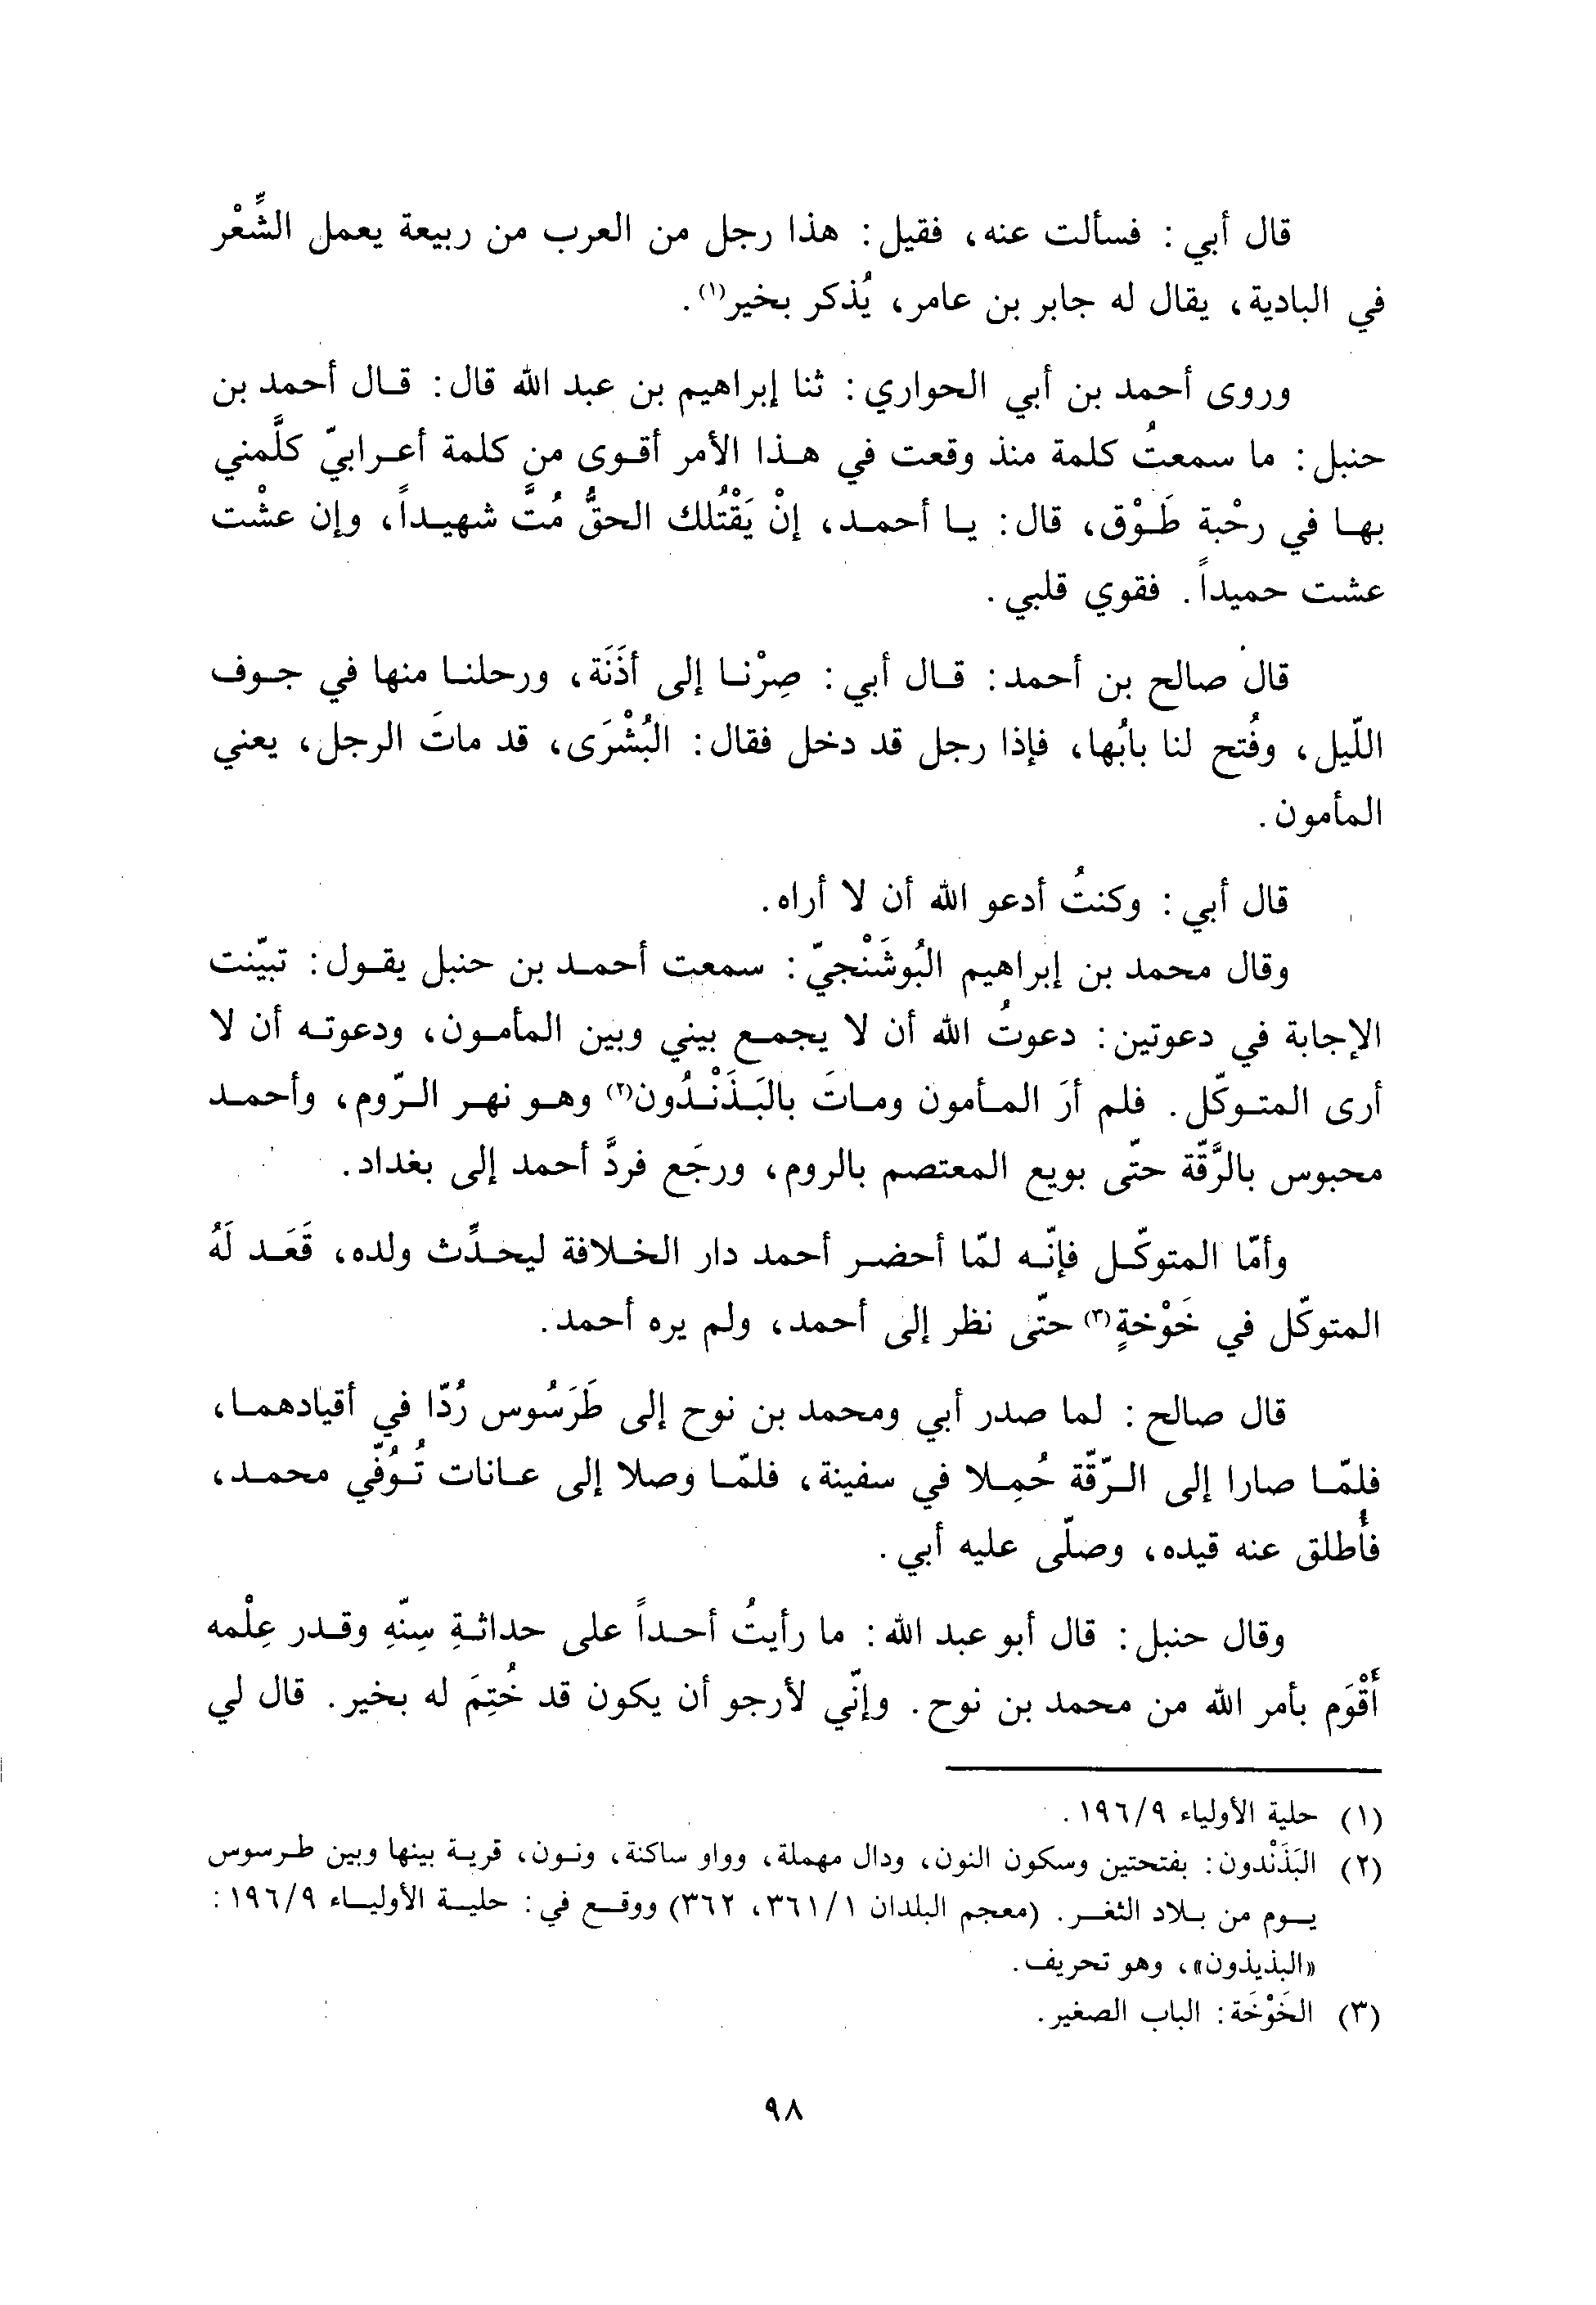 قال أبي: فسألت عنه، فقيل: هذا رجل من العرب من ربيعة يعمل الشِّعْر
في البادية، يقال له جابر بن عامر، يُذكر بخير(١).
وروى أحمد بن أبي الحواري: ثنا إبراهيم بن عبد الله قال: قال أحمد بن
حنبل: ما سمعتُ كلمة منذ وقعت في هذا الأمر أقوى من كلمة أعرابيّ كلَّمني
بها في رحْبة طَوْق، قال: يا أحمد، إنْ يَقْتُلك الحقُّ مُتَّ شهيداً، وإن عشْت
عشت حميداً. فقوي قلبي.
قال صالح بن أحمد: قال أبي: صِرْنا إلى أذَنَة، ورحلنا منها في جوف
اللّيل، وفُتح لنا بابُها، فإذا رجل قد دخل فقال: البُشْرَى، قد ماتَ الرجل، يعني
المأمون.
قال أبي: وكنتُ أدعو الله أن لا أراه.
وقال محمد بن إبراهيم البُوشَنْجيّ: سمعت أحمد بن حنبل يقول: تبيّنت
الإجابة في دعوتين: دعوتُ الله أن لا يجمع بيني وبين المأمون، ودعوته أن لا
أرى المتوكّل. فلم أرَ المأمون وماتَ بالبَذَنْدُون(٢) وهو نهر الرّوم، وأحمد
محبوس بالرَّقّة حتّى بويع المعتصم بالروم، ورجَع فردَّ أحمد إلى بغداد.
وأمّا المتوكّل فإنّه لمّا أحضر أحمد دار الخلافة ليحدِّث ولده، قَعَد لَهُ
المتوكّل في خَوْخةٍ(٣) حتّى نظر إلى أحمد، ولم يره أحمد.
قال صالح: لما صدر أبي ومحمد بن نوح إلى طَرَسُوس رُدّا في أقيادهما،
فلمّا صارا إلى الرّقّة حُمِلا في سفينة، فلمّا وصلا إلى عانات تُوُفّي محمد،
فأُطلق عنه قيده، وصلّى عليه أبي.
وقال حنبل: قال أبو عبد الله: ما رأيتُ أحداً على حداثةِ سِنّهِ وقدر عِلْمه
أَقْوَم بأمر الله من محمد بن نوح. وإنّي لأرجو أن يكون قد خُتِمَ له بخير. قال لي
(١) حلية الأولياء ١٩٦/٩.
(٢) البَذَنْدون: بفتحتين وسكون النون، ودال مهملة، وواو ساكنة، ونون، قرية بينها وبين طرسوس
يوم من بلاد الثغر. (معجم البلدان ٣٦١/١، ٣٦٢) ووقع في: حلية الأولياء ١٩٦/٩:
«البذيذون»، وهو تحريف.
(٣) الخَوْخَة: الباب الصغير.
٩٨